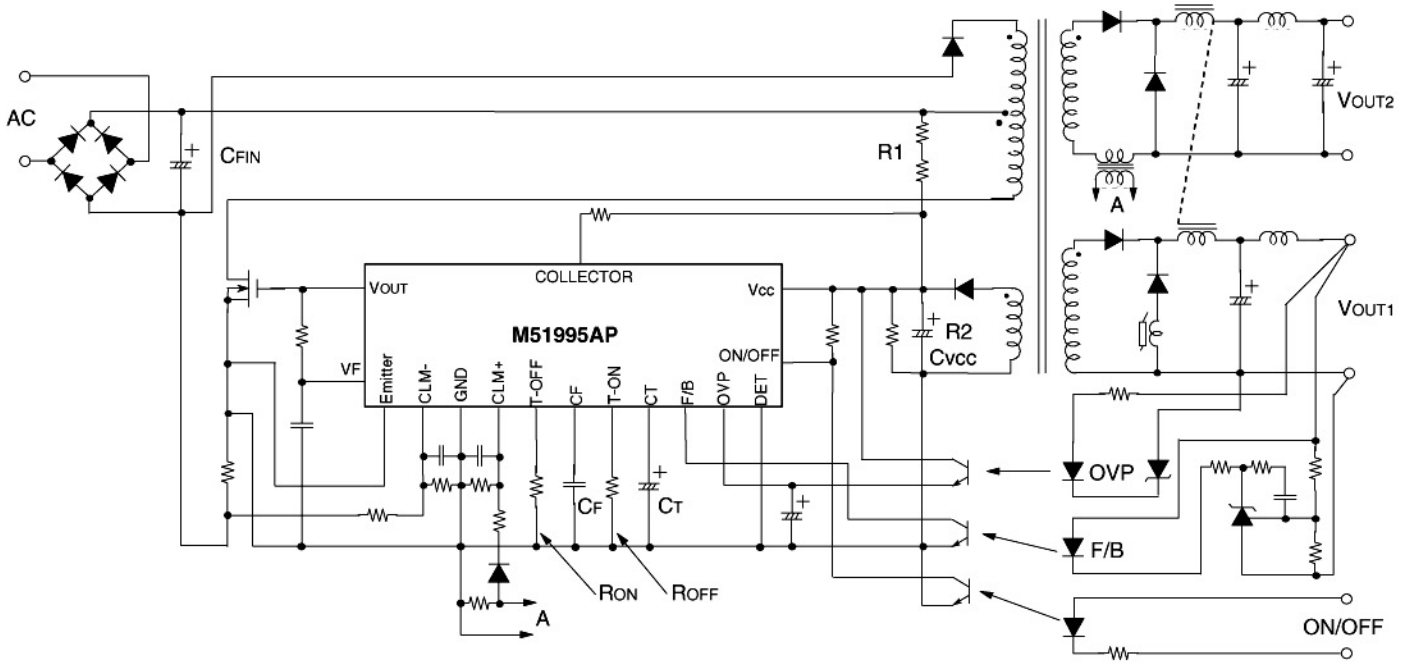 AC
+
CFIN
R1
+
+
VOUT2
A
COLLECTOR
VOUT
Vcc
M51995AP
+
R2
CVCC
+
VOUT1
VF
ON/OFF
Emitter
CLM-
GND
CLM+
T-OFF
CF
T-ON
CT
F/B
OVP
DET
OVP
CF
+
CT
+
F/B
RON
ROFF
A
ON/OFF